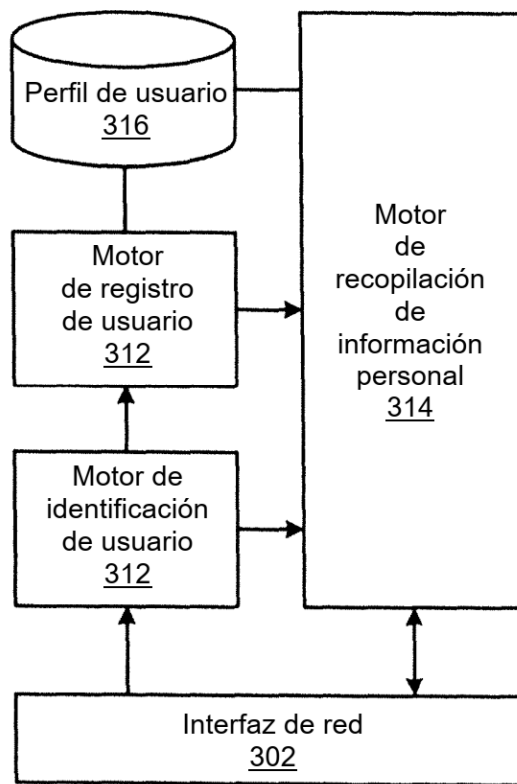 Perfil de usuario
316
Motor
de registro
de usuario
312
Motor de
identificación
de usuario
312
Motor
de
recopilación
de
información
personal
314
Interfaz de red
302